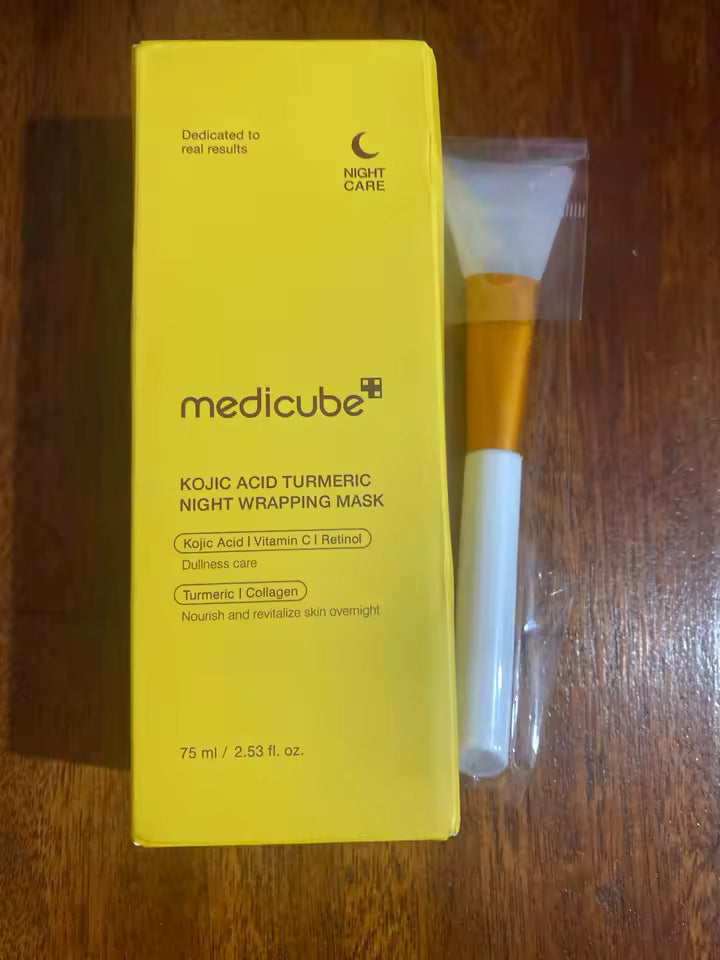 Dedicated to
real results
NIGHT
CARE
medicube
KOJIC ACID TURMERIC
NIGHT WRAPPING MASK
Kojic Acid | Vitamin C | Retinol
Dullness care
Turmeric | Collagen
Nourish and revitalize skin overnight
75 ml / 2.53 fl. oz.